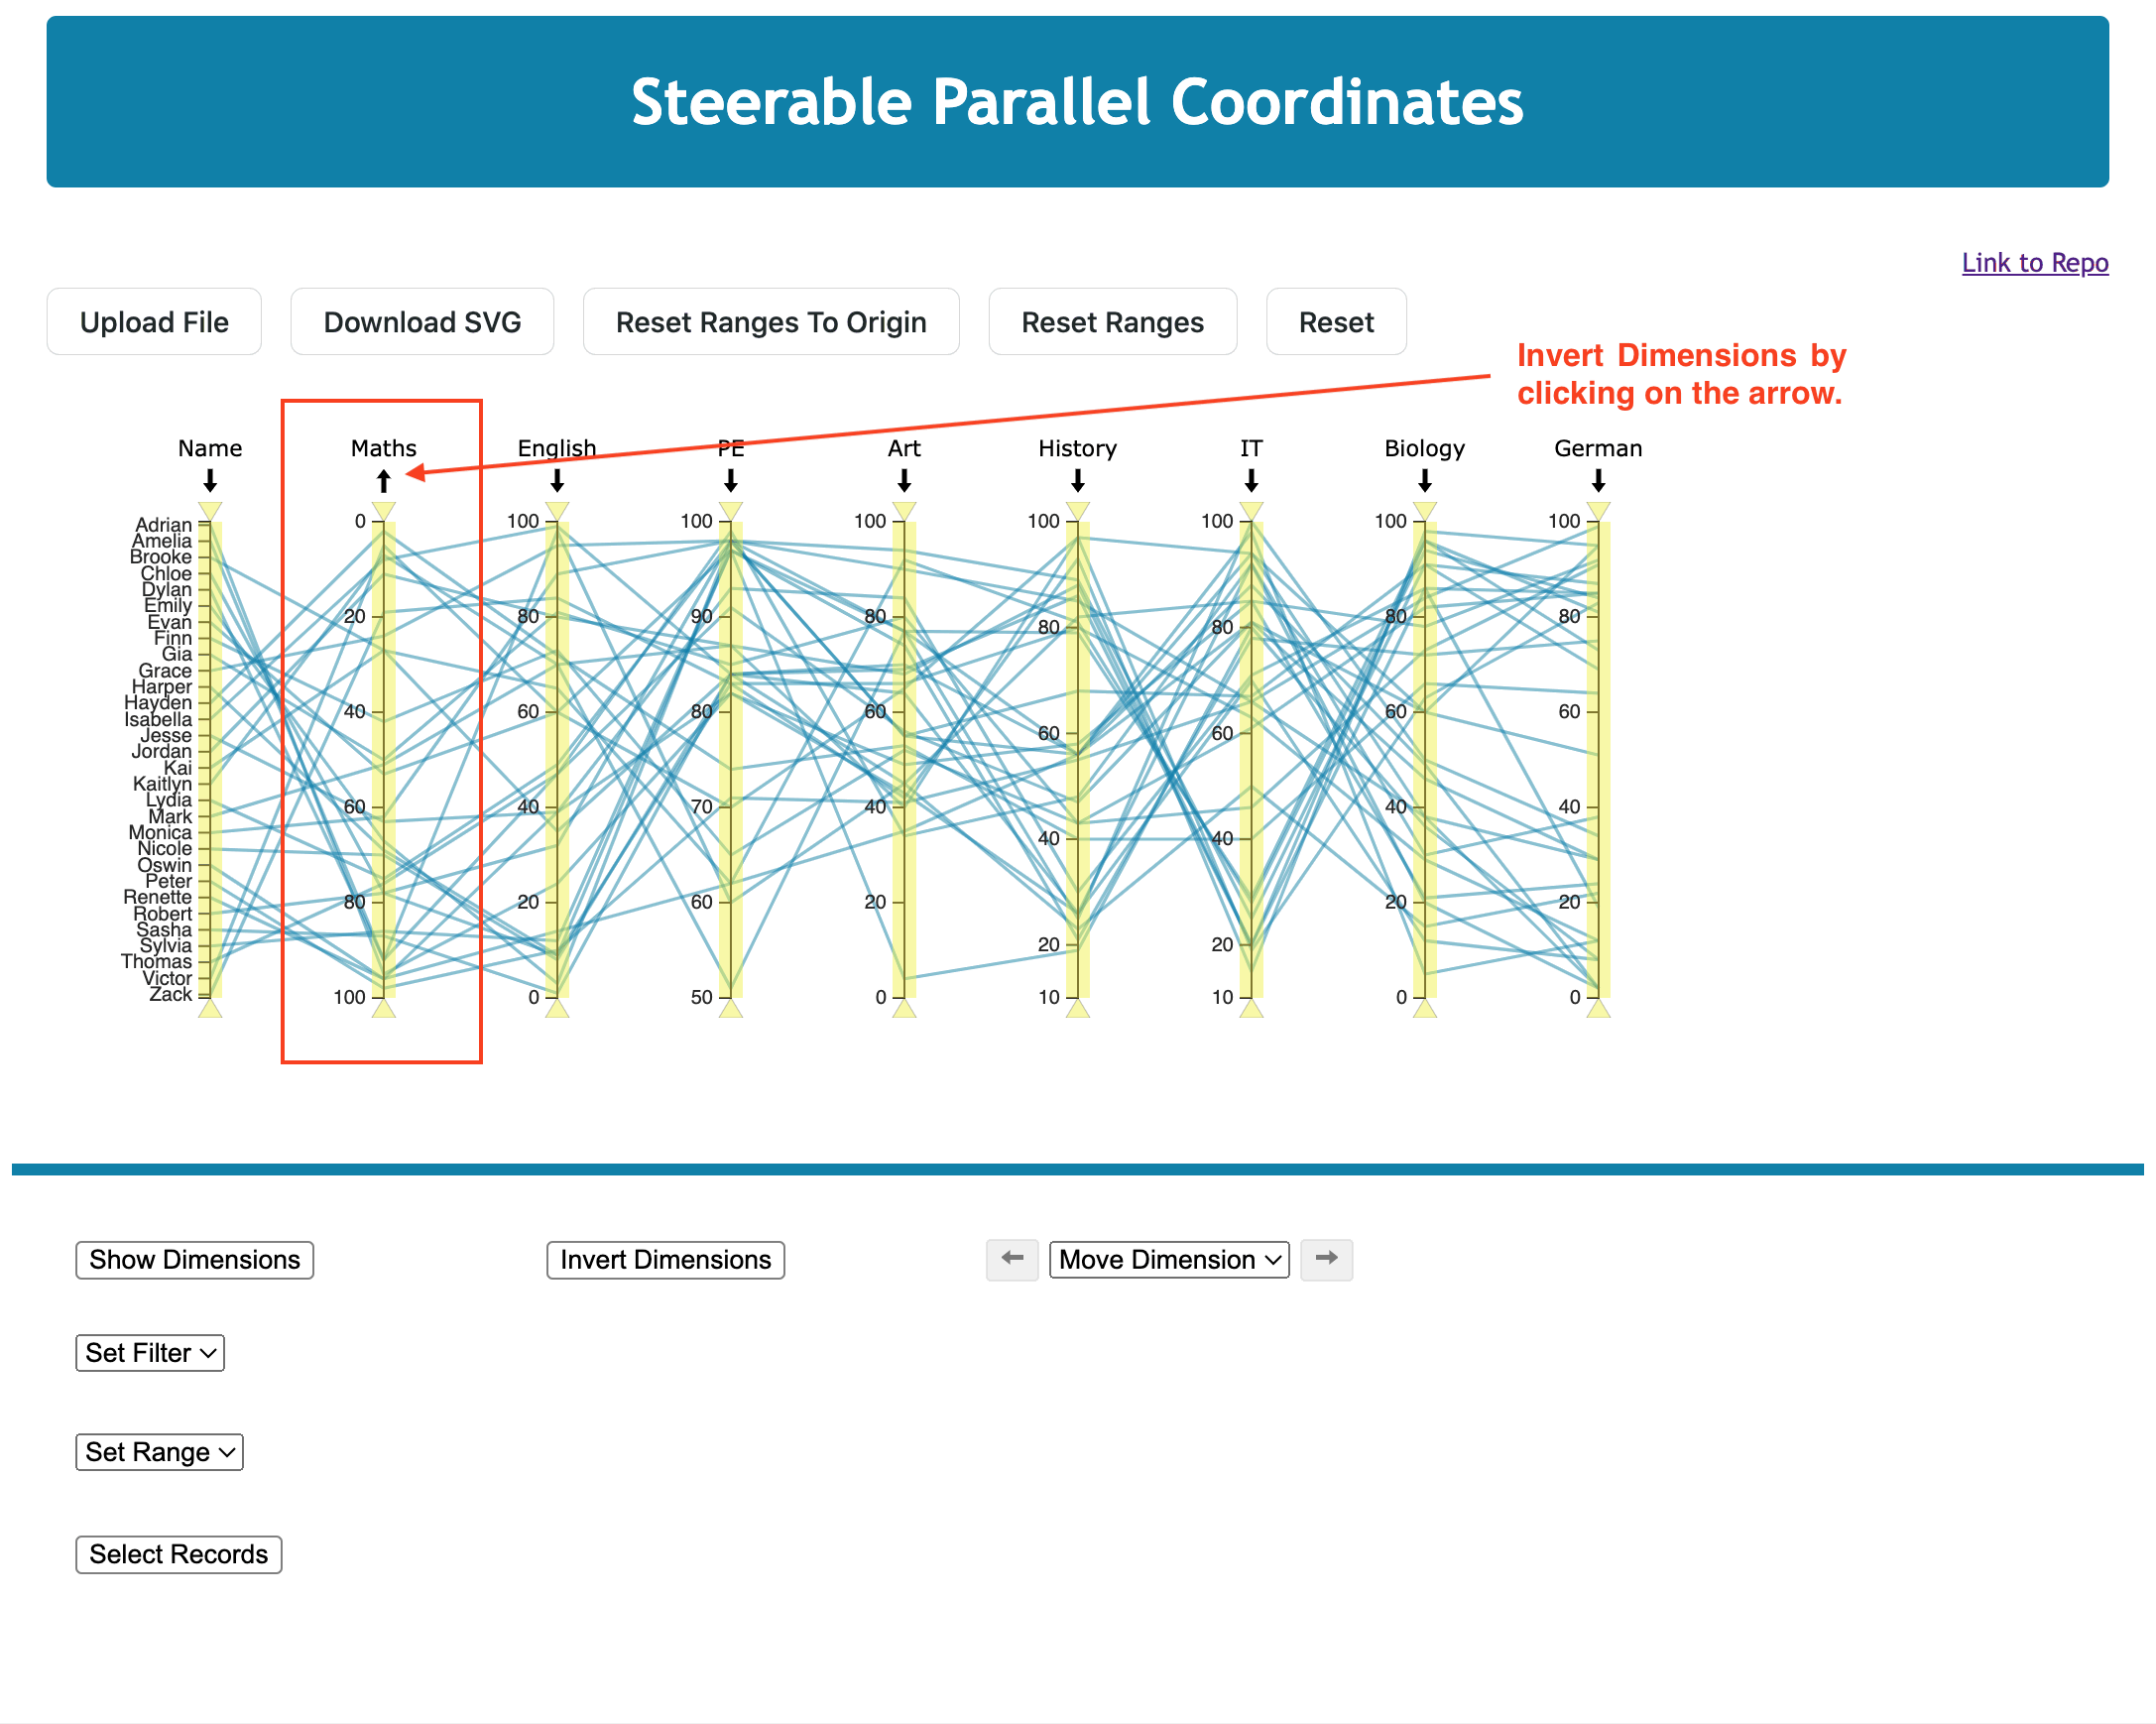 Steerable Parallel Coordinates
Link to Repo
Upload File
Download SVG
Reset Ranges To Origin
Reset Ranges
Reset
Invert Dimensions by
clicking on the arrow.
Name
Maths
English
PE
Art
History
IT
Biology
German
Adrian
Amelia
Brooke
Chloe
Dylan
Emily
Evan
Finn
Gia
Grace
Harper
Hayden
Isabella
Jesse
Jordan
Kai
Kaitlyn
Lydia
Mark
Monica
Nicole
Oswin
Peter
Renette
Robert
Sasha
Sylvia
Thomas
Victor
Zack
0
20
40
60
80
100
100
80
60
40
20
0
100
90
80
70
60
50
100
80
60
40
20
0
100
80
60
40
20
10
100
80
60
40
20
10
100
80
60
40
20
0
100
80
60
40
20
0
Show Dimensions
Invert Dimensions
Move Dimension
Set Filter
Set Range
Select Records